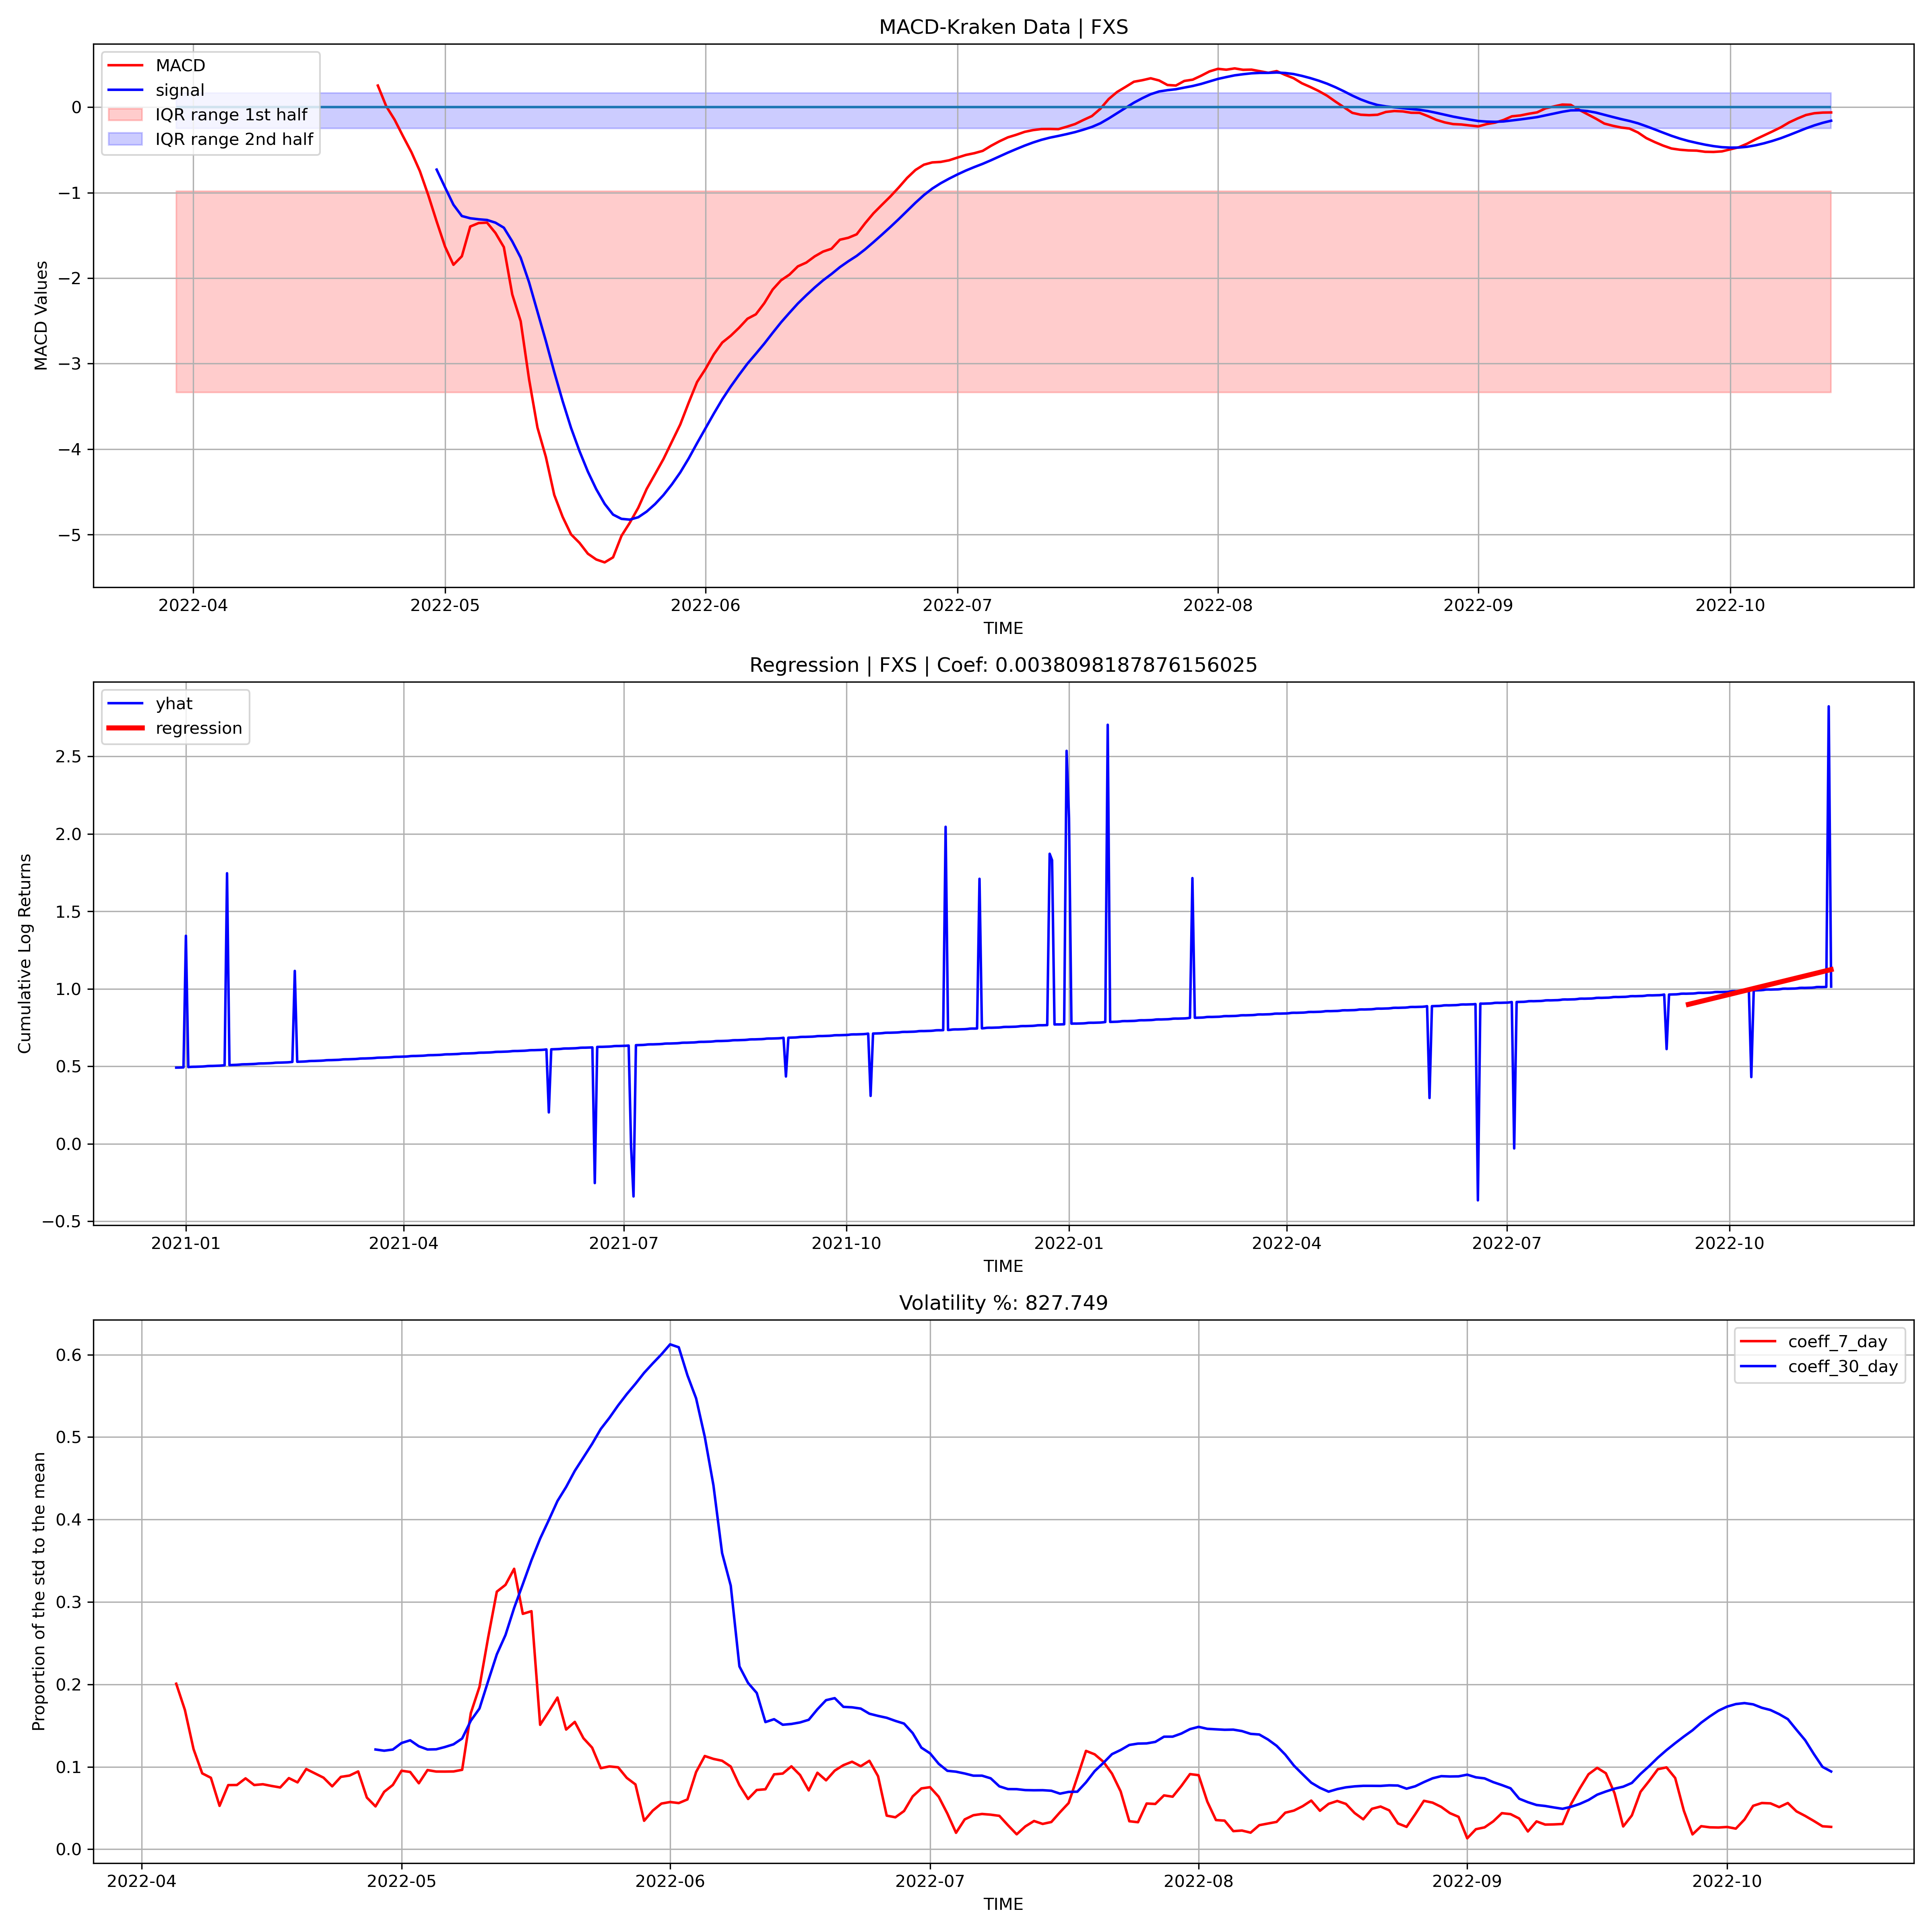 MACD-Kraken Data | FXS
MACD
signal
IQR range 1st half
IQR range 2nd half
MACD Values
0
−1
−2
−3
−4
−5
2022-04 2022-05 2022-06 2022-07 2022-08 2022-09 2022-10
TIME
Regression | FXS | Coef: 0.0038098187876156025
yhat
regression
Cumulative Log Returns
2.5
2.0
1.5
1.0
0.5
0.0
−0.5
2021-01 2021-04 2021-07 2021-10 2022-01 2022-04 2022-07 2022-10
TIME
Volatility %: 827.749
coeff_7_day
coeff_30_day
Proportion of the std to the mean
0.6
0.5
0.4
0.3
0.2
0.1
0.0
2022-04 2022-05 2022-06 2022-07 2022-08 2022-09 2022-10
TIME